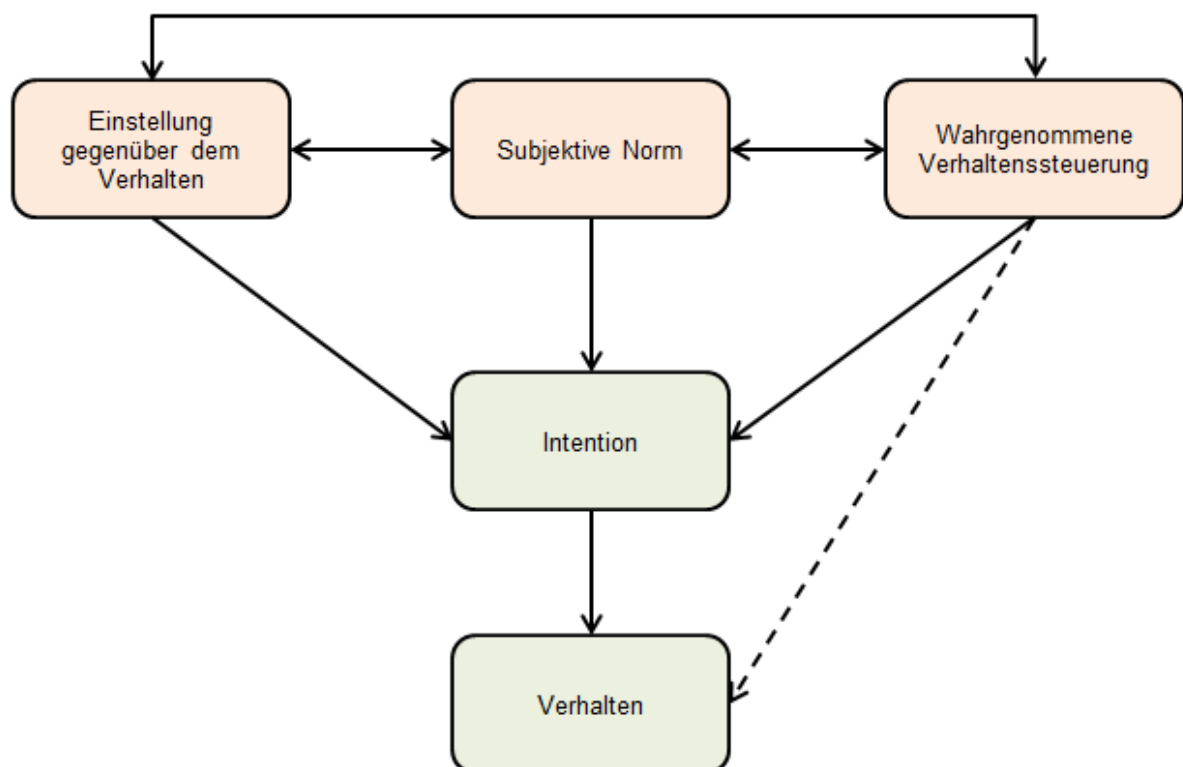 Einstellung
gegenüber dem
Verhalten
Subjektive Norm
Wahrgenommene
Verhaltenssteuerung
Intention
Verhalten